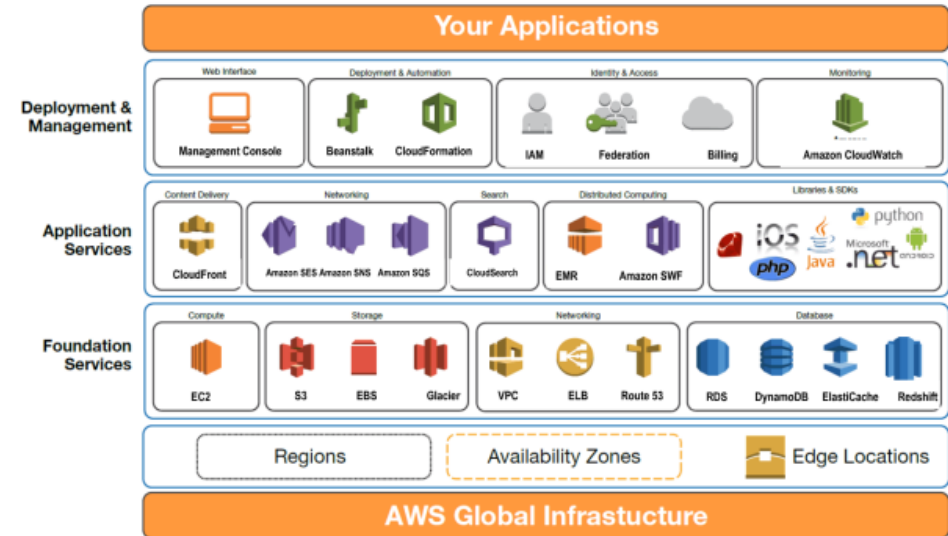 Your Applications
Deployment & Management
Web Interface
Management Console
Deployment & Automation
Beanstalk
CloudFormation
Identity & Access
IAM
Federation
Billing
Monitoring
Amazon CloudWatch
Application Services
Content Delivery
CloudFront
Networking
Amazon SES
Amazon SNS
Amazon SQS
Search
CloudSearch
Distributed Computing
EMR
Amazon SWF
Libraries & SDKs
iOS
php
Java
python
Microsoft
.net
ANDROID
Foundation Services
Compute
EC2
Storage
S3
EBS
Glacier
Networking
VPC
ELB
Route 53
Database
RDS
DynamoDB
ElastiCache
Redshift
Regions
Availability Zones
Edge Locations
AWS Global Infrastucture